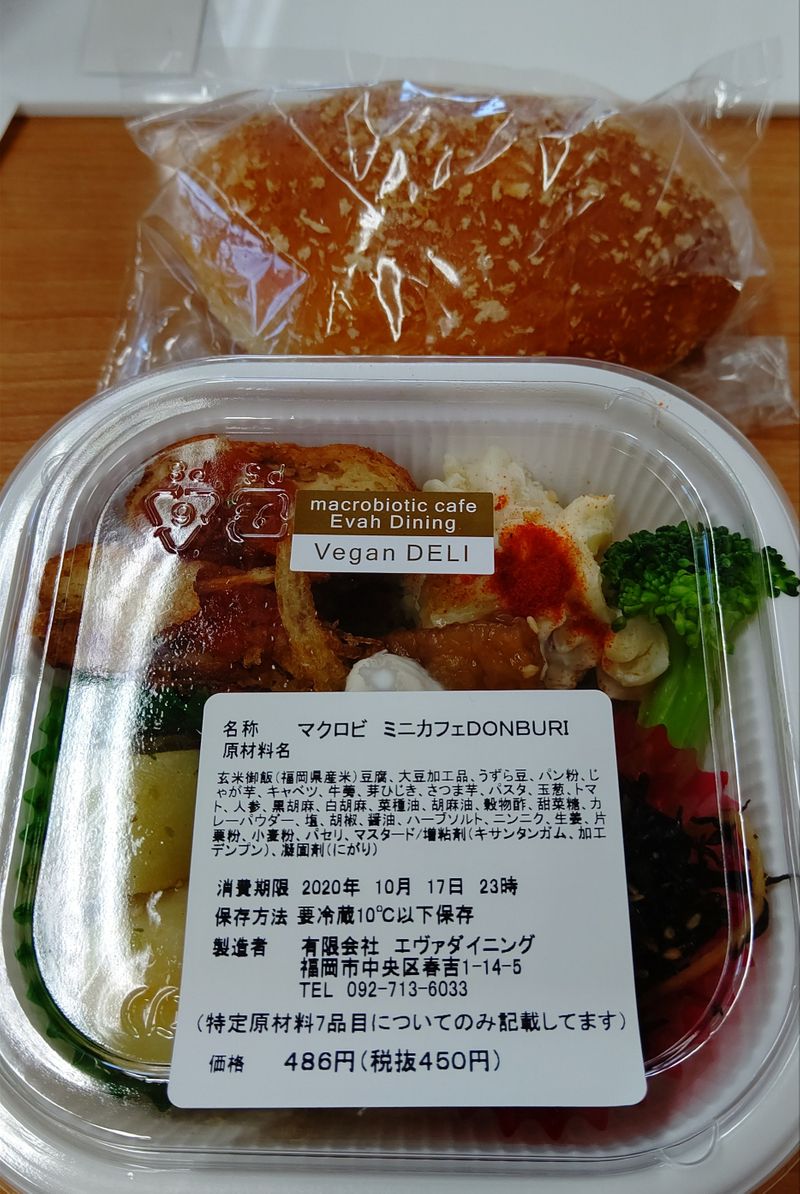 macrobiotic cafe
Evah Dining
Vegan DELI
名称 マクロビ ミニカフェDONBURI
原材料名
玄米御飯(福岡県産米)豆腐、大豆加工品、うずら豆、パン粉、じ
ゃが芋、キャベツ、牛蒡、芽ひじき、さつま芋、パスタ、玉葱、トマ
ト、人参、黒胡麻、白胡麻、菜種油、胡麻油、穀物酢、甜菜糖、カ
レーパウダー、塩、胡椒、醤油、ハーブソルト、ニンニク、生姜、片
栗粉、小麦粉、パセリ、マスタード/増粘剤(キサンタンガム、加工
デンプン)、凝固剤(にがり)
消費期限 2020年 10月 17日 23時
保存方法 要冷蔵10℃以下保存
製造者 有限会社 エヴァダイニング
福岡市中央区春吉1-14-5
TEL 092-713-6033
(特定原材料7品目についてのみ記載してます)
価格 486円(税抜450円)